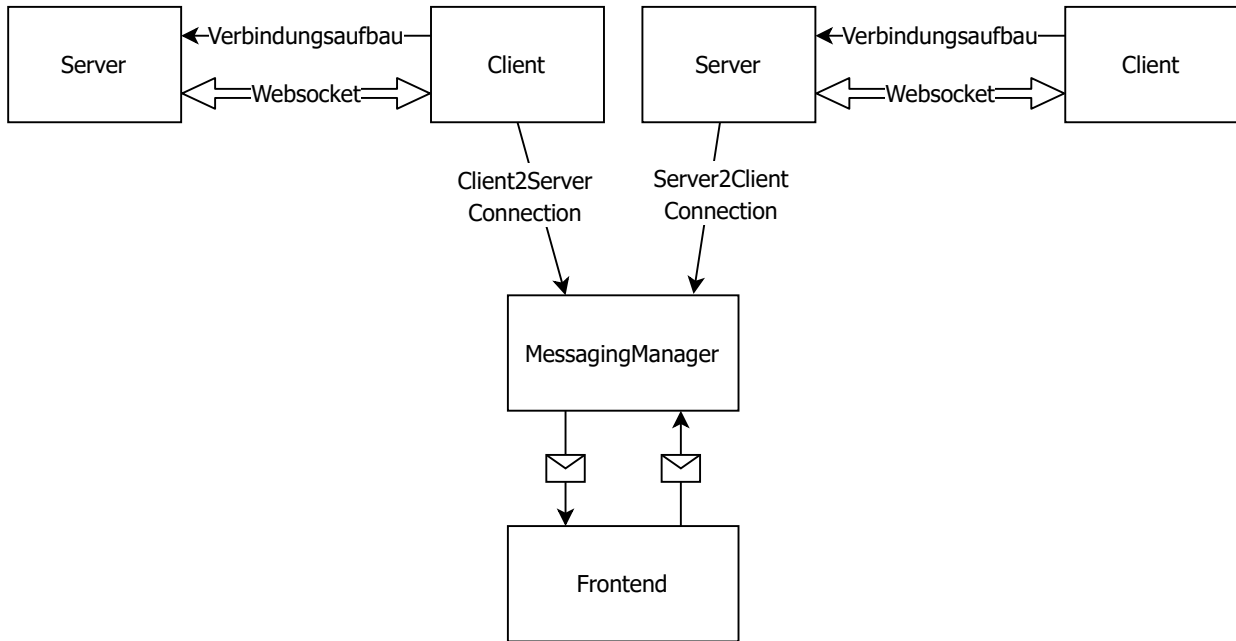 Verbindungsaufbau
Verbindungsaufbau
Server
Client
Server
Client
Websocket
Websocket
Client2Server
Connection
Server2Client
Connection
MessagingManager
Frontend